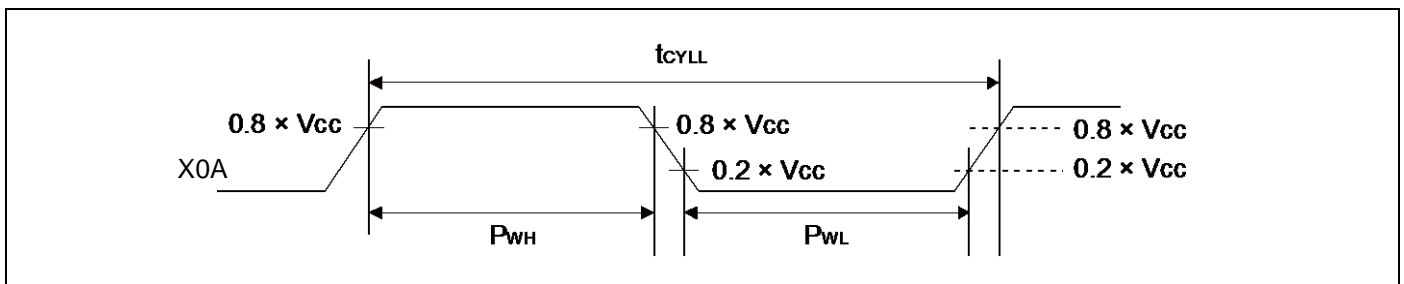 tCYLL
0.8 × Vcc
0.8 × Vcc
0.8 × Vcc
X0A
0.2 × Vcc
0.2 × Vcc
PWH
PWL